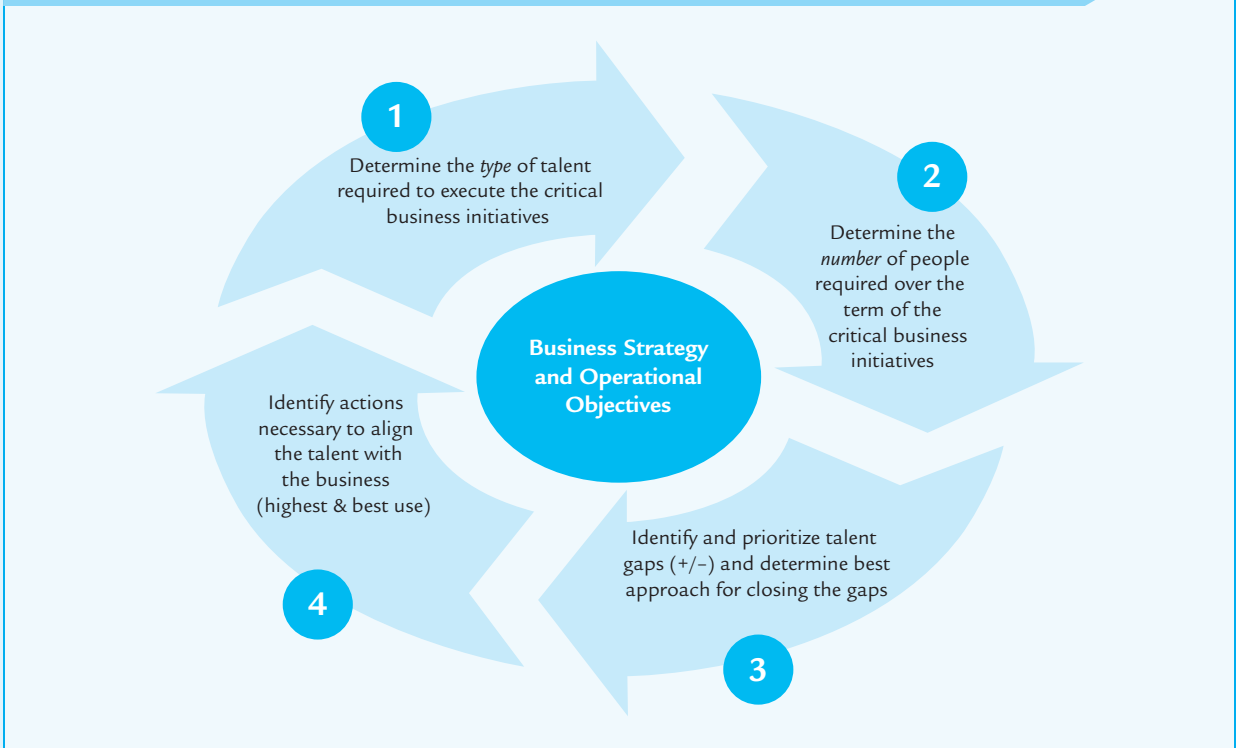 1
Determine the type of talent
required to execute the critical
business initiatives
2
Determine the
number of people
required over the
term of the
critical business
initiatives
Business Strategy
and Operational
Objectives
Identify actions
necessary to align
the talent with
the business
(highest & best use)
4
Identify and prioritize talent
gaps (+/–) and determine best
approach for closing the gaps
3